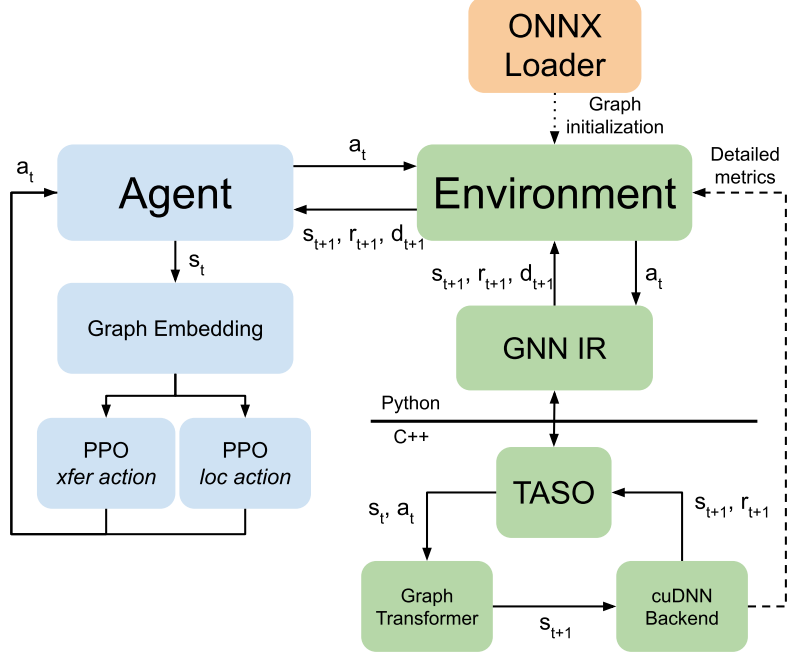 ONNX
Loader
Graph
initialization
a_t
Agent
a_t
Environment
Detailed
metrics
s_{t+1}, r_{t+1}, d_{t+1}
s_t
s_{t+1}, r_{t+1}, d_{t+1}
a_t
Graph Embedding
GNN IR
Python
C++
PPO
xfer action
PPO
loc action
TASO
s_t, a_t
s_{t+1}, r_{t+1}
Graph
Transformer
s_{t+1}
cuDNN
Backend